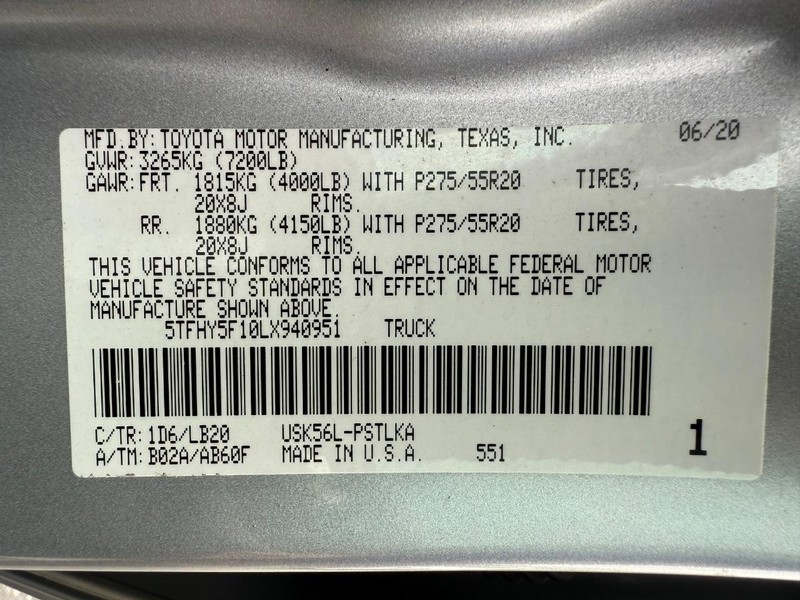 MFD.BY: TOYOTA MOTOR MANUFACTURING, TEXAS, INC. 06/20
GVWR: 3265KG (7200LB)
GAWR: FRT. 1815KG (4000LB) WITH P275/55R20 TIRES,
20X8J RIMS.
RR. 1880KG (4150LB) WITH P275/55R20 TIRES,
20X8J RIMS.
THIS VEHICLE CONFORMS TO ALL APPLICABLE FEDERAL MOTOR
VEHICLE SAFETY STANDARDS IN EFFECT ON THE DATE OF
MANUFACTURE SHOWN ABOVE.
5TFHY5F10LX940951 TRUCK
C/TR: 1D6/LB20 USK56L-PSTLKA
A/TM: B02A/AB60F MADE IN U.S.A. 551 1